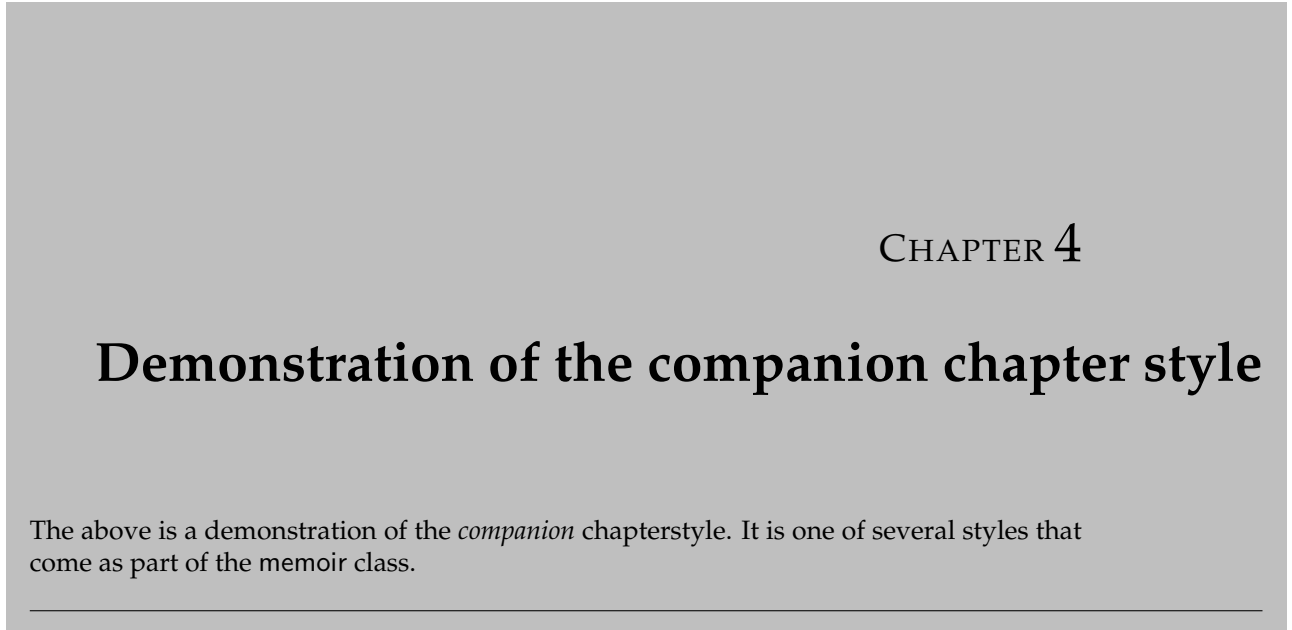 CHAPTER 4
Demonstration of the companion chapter style
The above is a demonstration of the companion chapterstyle. It is one of several styles that
come as part of the memoir class.